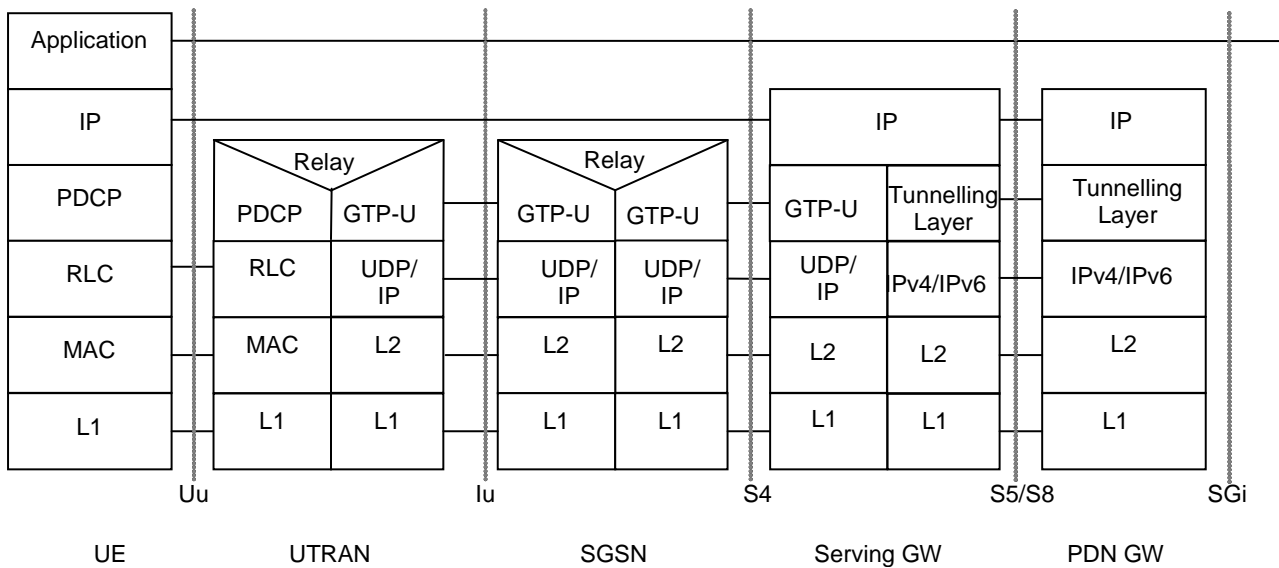 Application
IP
IP
IP
Relay
Relay
PDCP
PDCP
GTP-U
GTP-U
GTP-U
GTP-U
Tunnelling
Layer
Tunnelling
Layer
RLC
RLC
UDP/
IP
UDP/
IP
UDP/
IP
UDP/
IP
IPv4/IPv6
IPv4/IPv6
MAC
MAC
L2
L2
L2
L2
L2
L2
L1
L1
L1
L1
L1
L1
L1
L1
Uu
Iu
S4
S5/S8
SGi
UE
UTRAN
SGSN
Serving GW
PDN GW